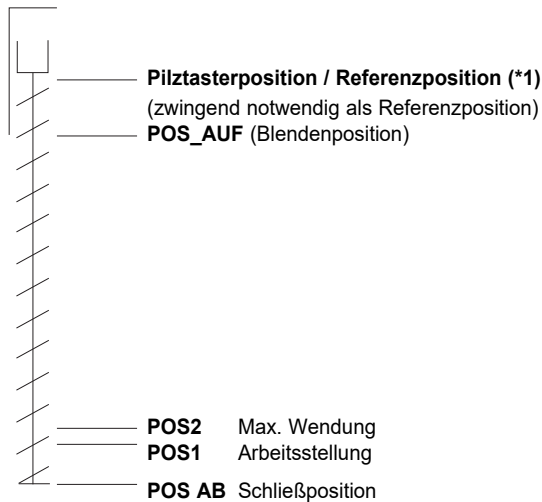 Pilztasterposition / Referenzposition (*1)
(zwingend notwendig als Referenzposition)
POS_AUF (Blendenposition)
POS2 Max. Wendung
POS1 Arbeitsstellung
POS AB Schließposition